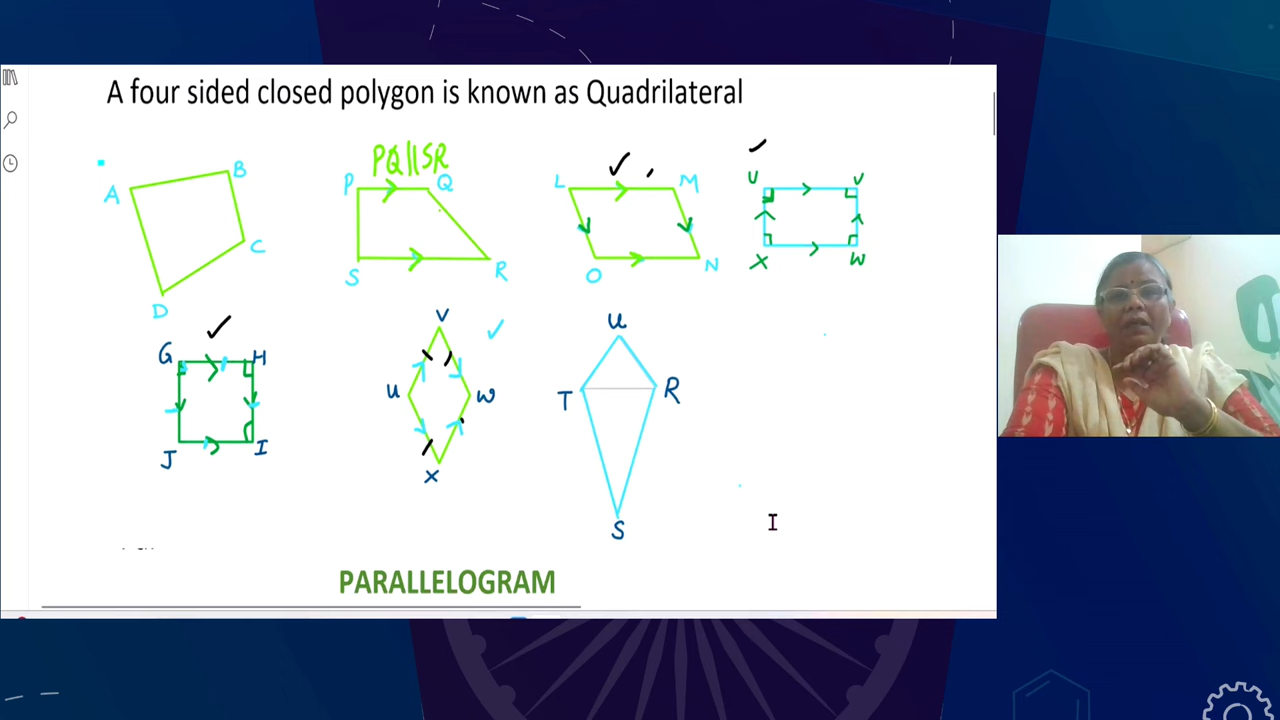 A four sided closed polygon is known as Quadrilateral
PQ||SR
A B C D
P Q S R
L M O N
U V X W
G H J I
V U W X
U T R S
PARALLELOGRAM